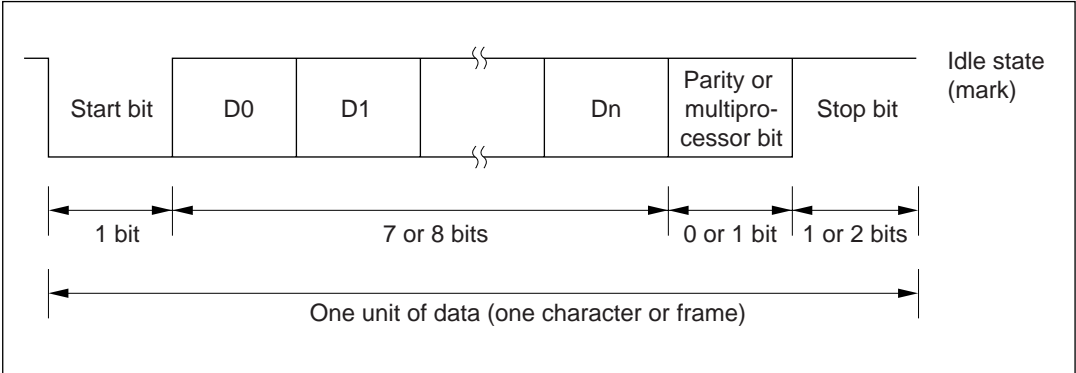 Idle state
(mark)
Start bit
D0
D1
Dn
Parity or
multipro-
cessor bit
Stop bit
1 bit
7 or 8 bits
0 or 1 bit
1 or 2 bits
One unit of data (one character or frame)